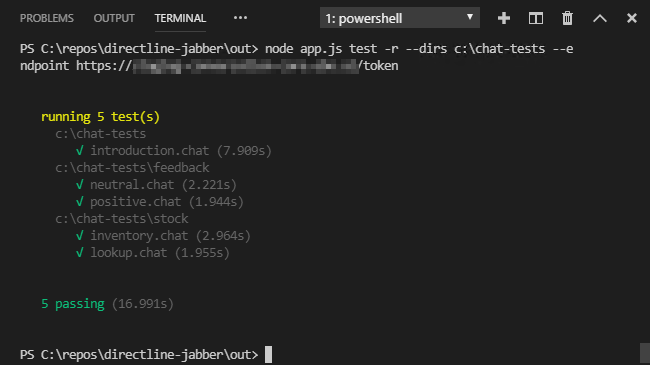 PROBLEMS OUTPUT TERMINAL ••• 1: powershell
PS C:\repos\directline-jabber\out> node app.js test -r --dirs c:\chat-tests --e
ndpoint https:// /token
running 5 test(s)
c:\chat-tests
√ introduction.chat (7.909s)
c:\chat-tests\feedback
√ neutral.chat (2.221s)
√ positive.chat (1.944s)
c:\chat-tests\stock
√ inventory.chat (2.964s)
√ lookup.chat (1.955s)
5 passing (16.991s)
PS C:\repos\directline-jabber\out>